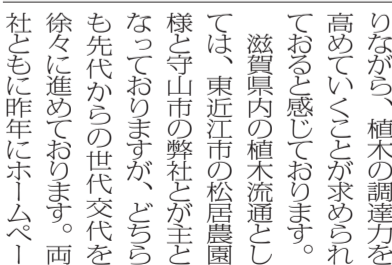 りながら、植木の調達力を
高めていくことが求められ
ておると感じております。
　滋賀県内の植木流通とし
ては、東近江市の松居農園
様と守山市の弊社とが主と
なっておりますが、どちら
も先代からの世代交代を
徐々に進めております。両
社ともに昨年にホームペー